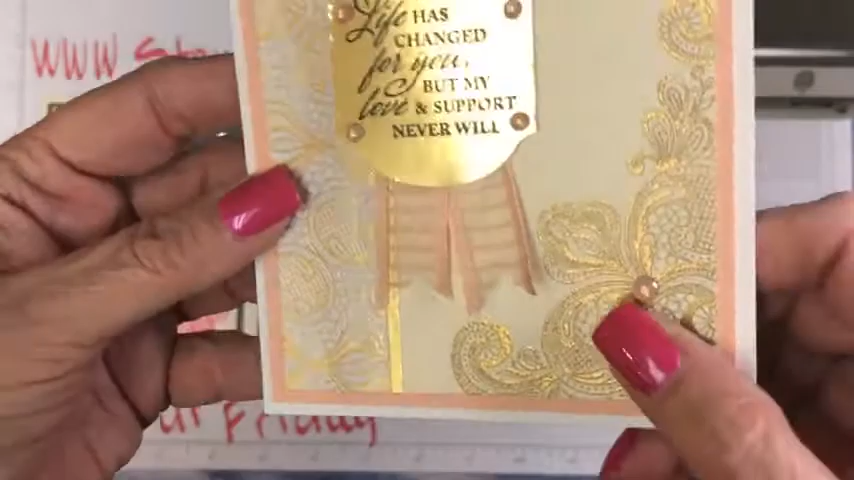 Life HAS
CHANGED
for you,
BUT MY
love & SUPPORT
NEVER WILL
WWW
Friday